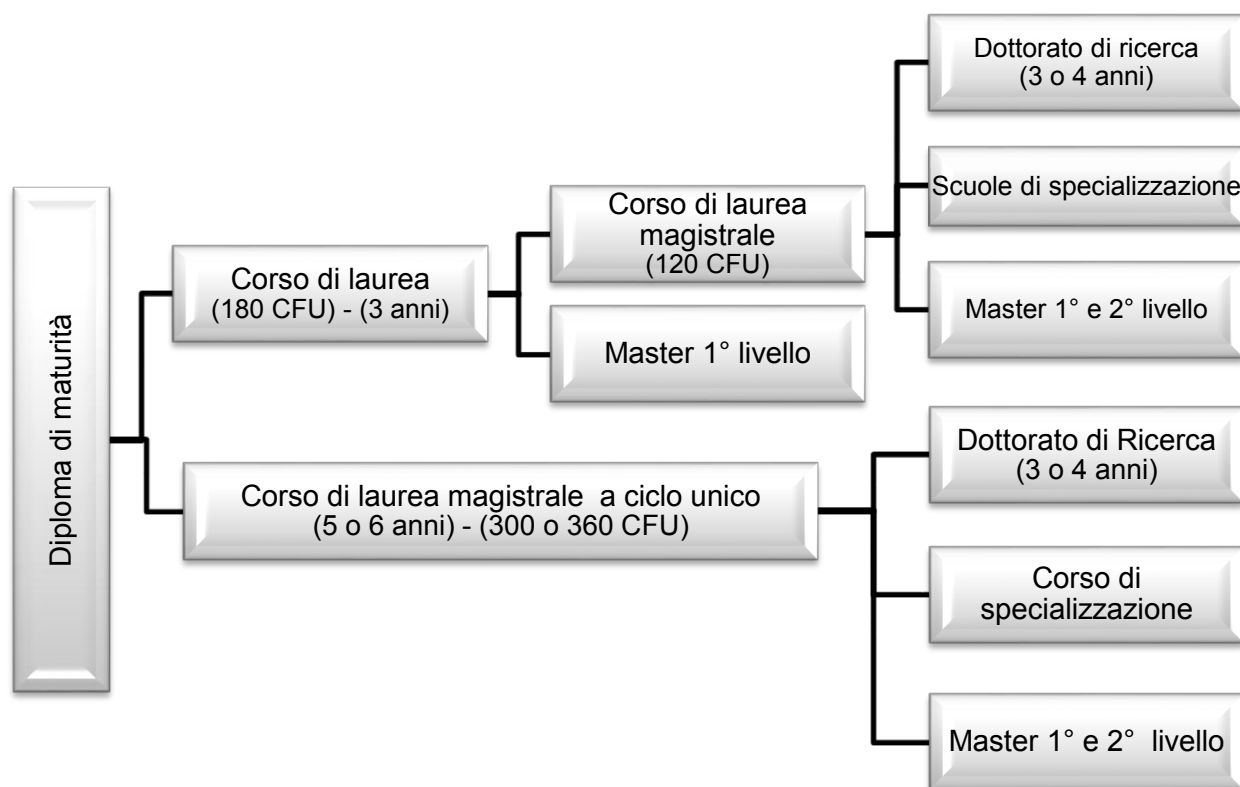 Diploma di maturità
Corso di laurea
(180 CFU) - (3 anni)
Corso di laurea
magistrale
(120 CFU)
Master 1° livello
Dottorato di ricerca
(3 o 4 anni)
Scuole di specializzazione
Master 1° e 2° livello
Corso di laurea magistrale a ciclo unico
(5 o 6 anni) - (300 o 360 CFU)
Dottorato di Ricerca
(3 o 4 anni)
Corso di
specializzazione
Master 1° e 2° livello